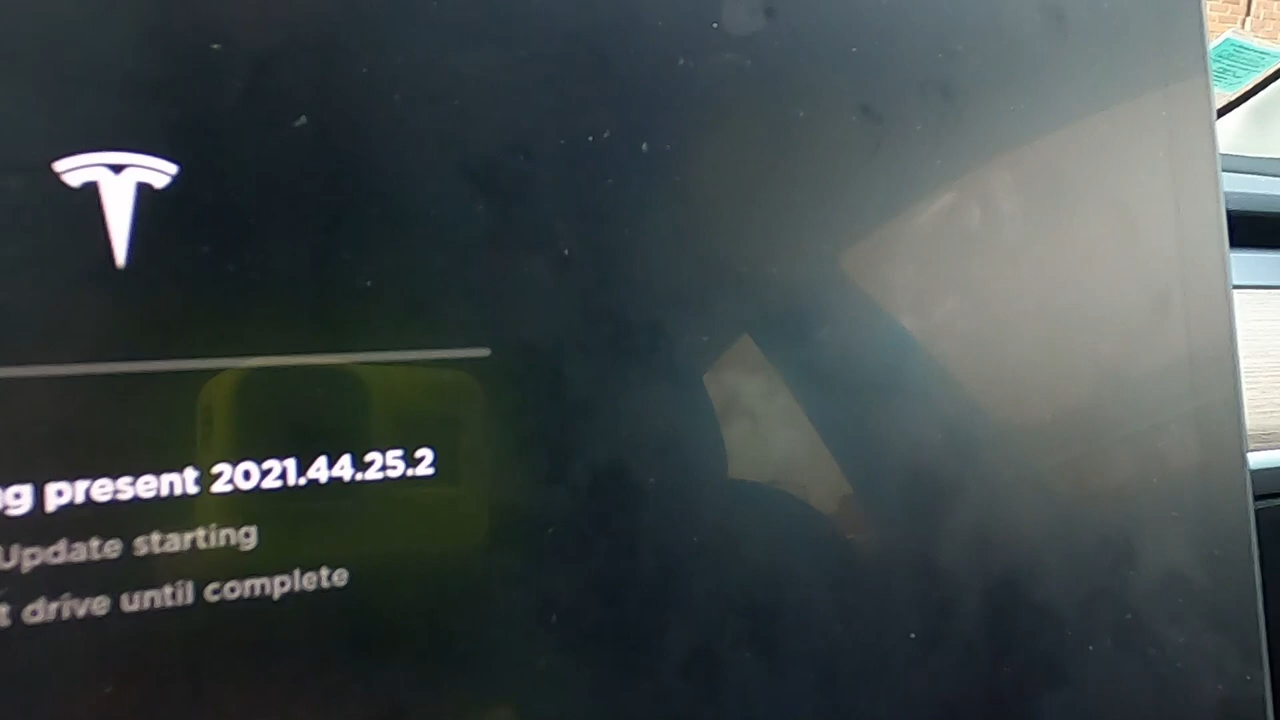 g present 2021.44.25.2
Update starting
t drive until complete